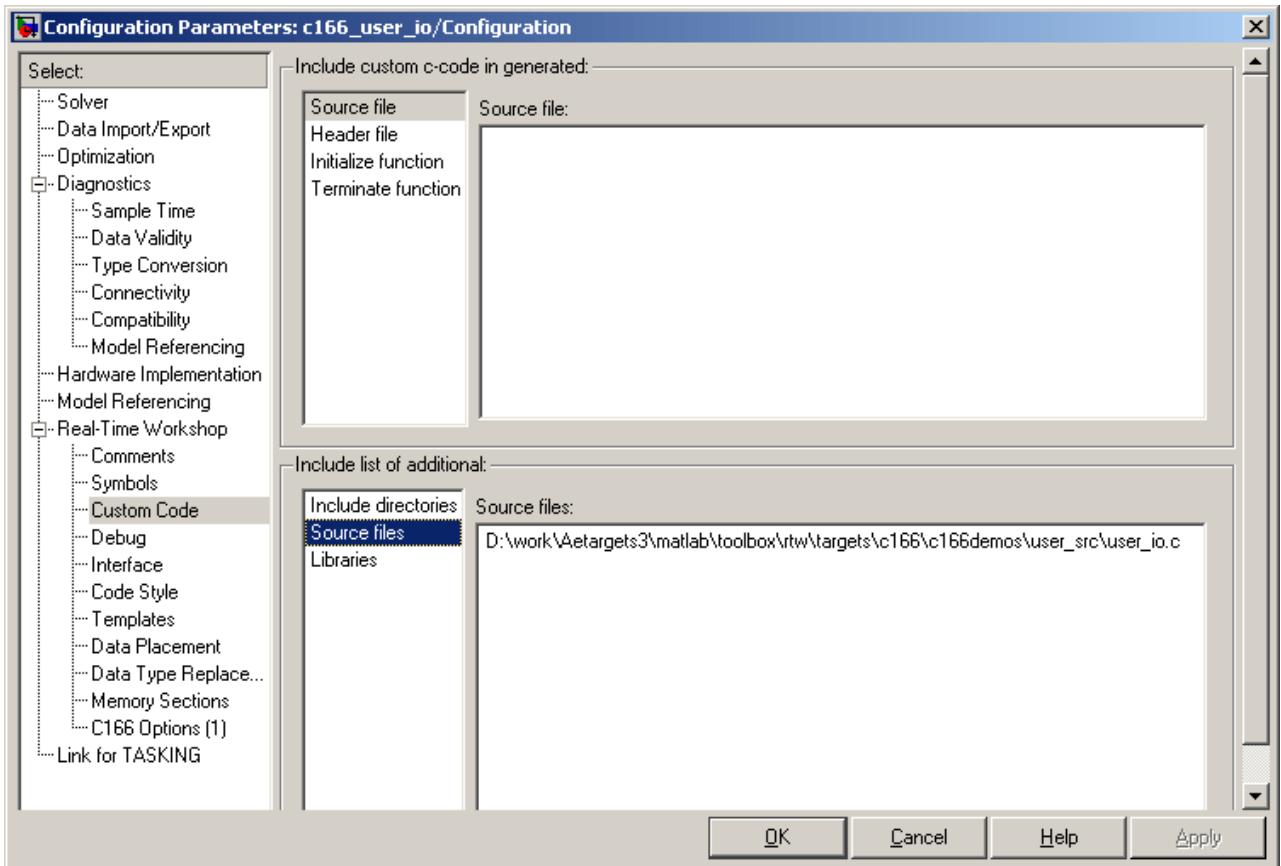 Configuration Parameters: c166_user_io/Configuration
Select:
Solver
Data Import/Export
Optimization
Diagnostics
Sample Time
Data Validity
Type Conversion
Connectivity
Compatibility
Model Referencing
Hardware Implementation
Model Referencing
Real-Time Workshop
Comments
Symbols
Custom Code
Debug
Interface
Code Style
Templates
Data Placement
Data Type Replace...
Memory Sections
C166 Options (1)
Link for TASKING
Include custom c-code in generated:
Source file
Header file
Initialize function
Terminate function
Source file:
Include list of additional:
Include directories
Source files
Libraries
Source files:
D:\work\Aetargets3\matlab\toolbox\rtw\targets\c166\c166demos\user_src\user_io.c
OK
Cancel
Help
Apply